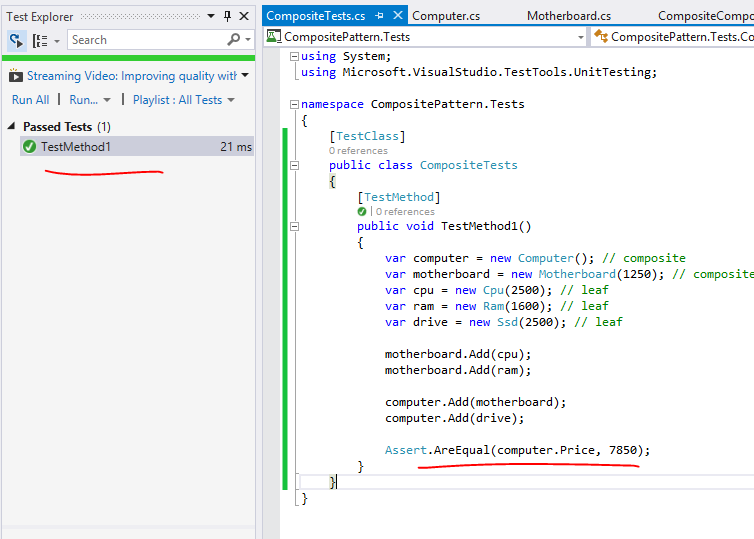 Test Explorer
Search
Streaming Video: Improving quality with
Run All | Run... | Playlist : All Tests
Passed Tests (1)
TestMethod1 21 ms
CompositeTests.cs Computer.cs Motherboard.cs CompositeCompo
CompositePattern.Tests CompositePattern.Tests.Co
using System;
using Microsoft.VisualStudio.TestTools.UnitTesting;
namespace CompositePattern.Tests
{
[TestClass]
0 references
public class CompositeTests
{
[TestMethod]
| 0 references
public void TestMethod1()
{
var computer = new Computer(); // composite
var motherboard = new Motherboard(1250); // composite
var cpu = new Cpu(2500); // leaf
var ram = new Ram(1600); // leaf
var drive = new Ssd(2500); // leaf
motherboard.Add(cpu);
motherboard.Add(ram);
computer.Add(motherboard);
computer.Add(drive);
Assert.AreEqual(computer.Price, 7850);
}
}
}